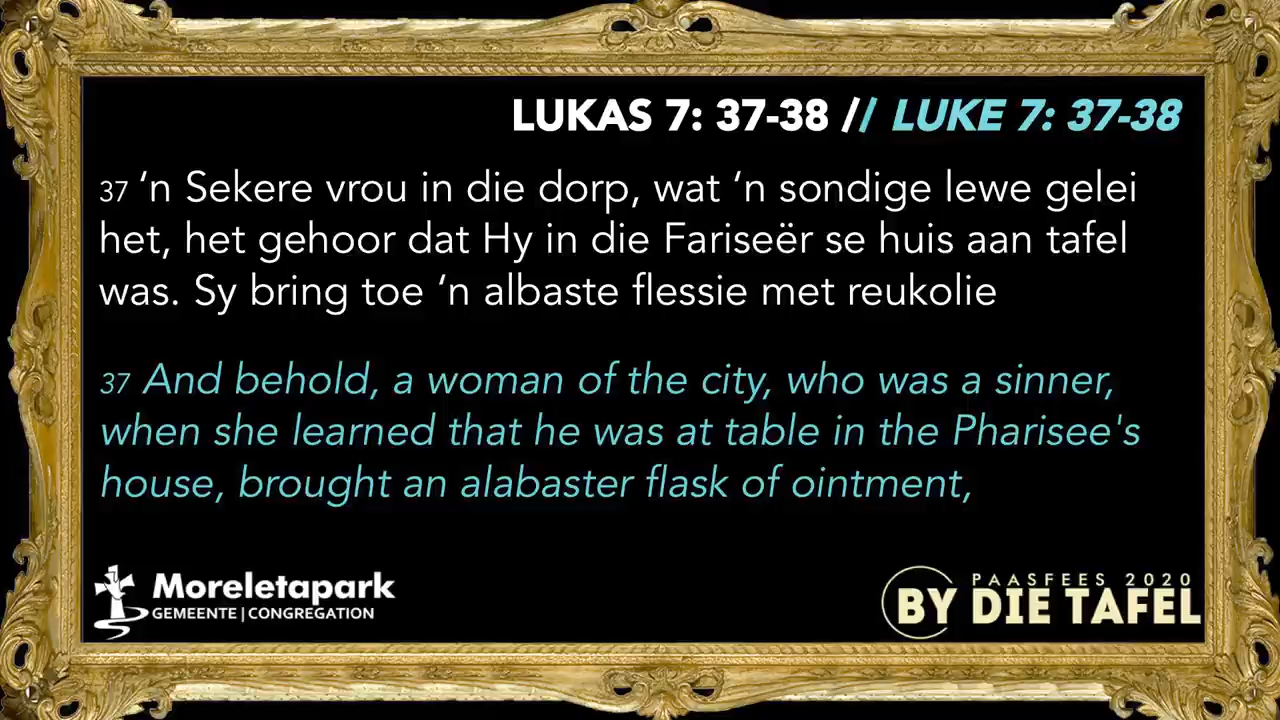 LUKAS 7: 37-38 // LUKE 7: 37-38
37 ‘n Sekere vrou in die dorp, wat ‘n sondige lewe gelei
het, het gehoor dat Hy in die Fariseër se huis aan tafel
was. Sy bring toe ‘n albaste flessie met reukolie
37 And behold, a woman of the city, who was a sinner,
when she learned that he was at table in the Pharisee's
house, brought an alabaster flask of ointment,
Moreletapark
GEMEENTE | CONGREGATION
PAASFEES 2020
BY DIE TAFEL